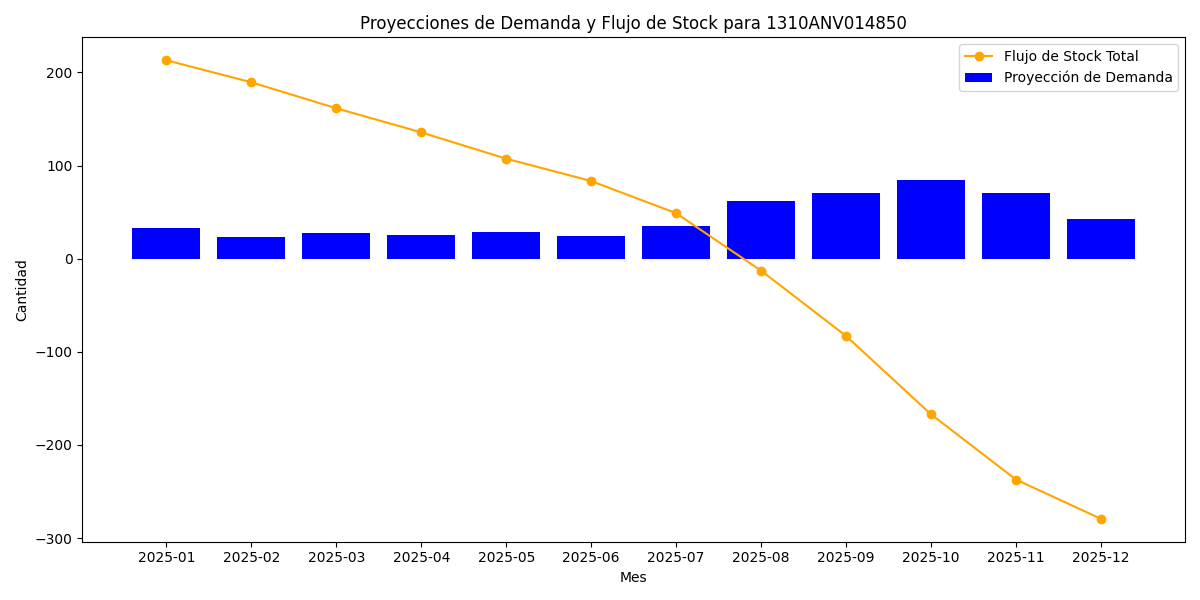 Proyecciones de Demanda y Flujo de Stock para 1310ANV014850
Flujo de Stock Total
Proyección de Demanda
Cantidad
200
100
0
−100
−200
−300
2025-01 2025-02 2025-03 2025-04 2025-05 2025-06 2025-07 2025-08 2025-09 2025-10 2025-11 2025-12
Mes